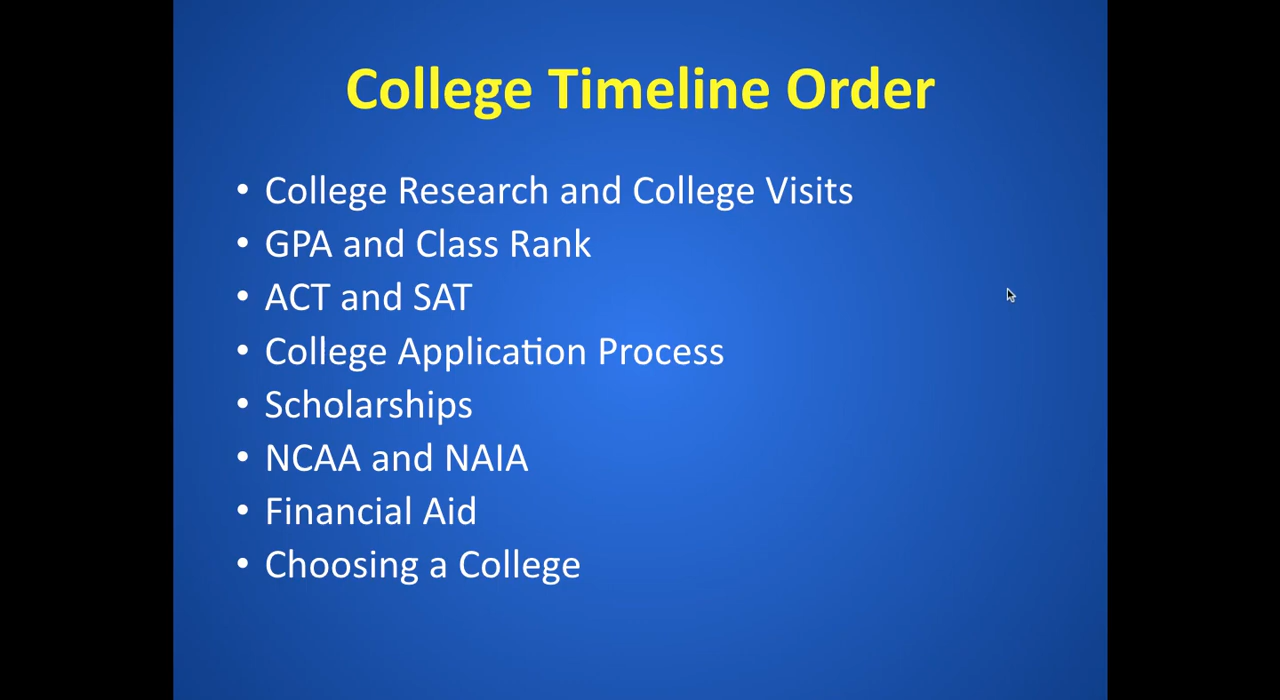 College Timeline Order
• College Research and College Visits
• GPA and Class Rank
• ACT and SAT
• College Application Process
• Scholarships
• NCAA and NAIA
• Financial Aid
• Choosing a College